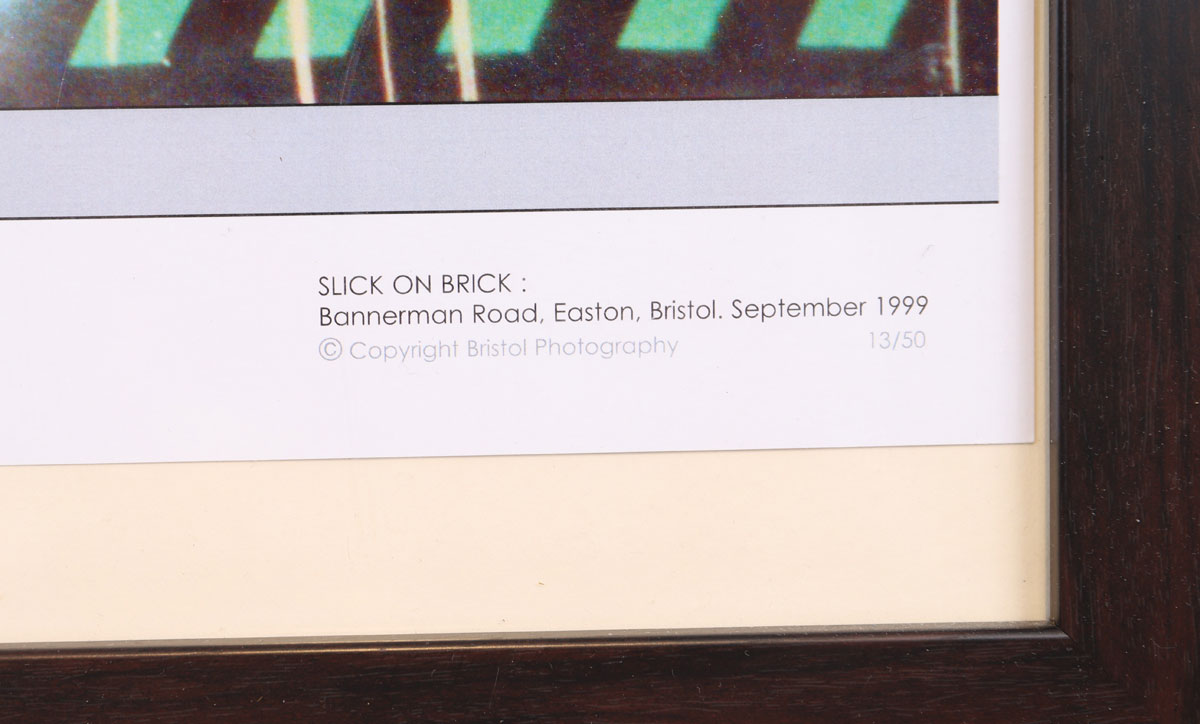 SLICK ON BRICK :
Bannerman Road, Easton, Bristol. September 1999
© Copyright Bristol Photography 13/50